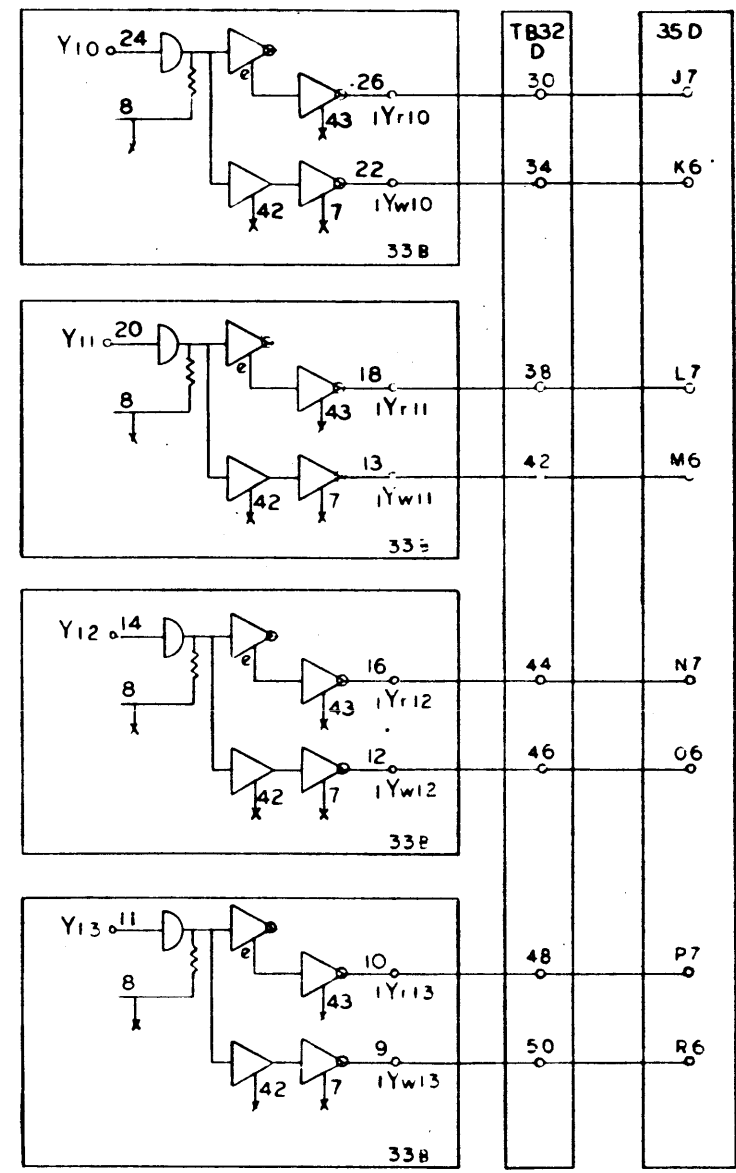 TB32 35D
D
Y10 24
26 30 J7
8
43 1Yr10
22 34 K6
42 7 1Yw10
33B
Y11 20
e
18 38 L7
8
43 1Yr11
13 42 M6
42 7 1Yw11
Y12 14
e
16 44 N7
8
43 1Yr12
12 46 O6
42 7 1Yw12
Y13 11
e
10 48 P7
8
43 1Yr13
9 50 R6
42 7 1Yw13
33B